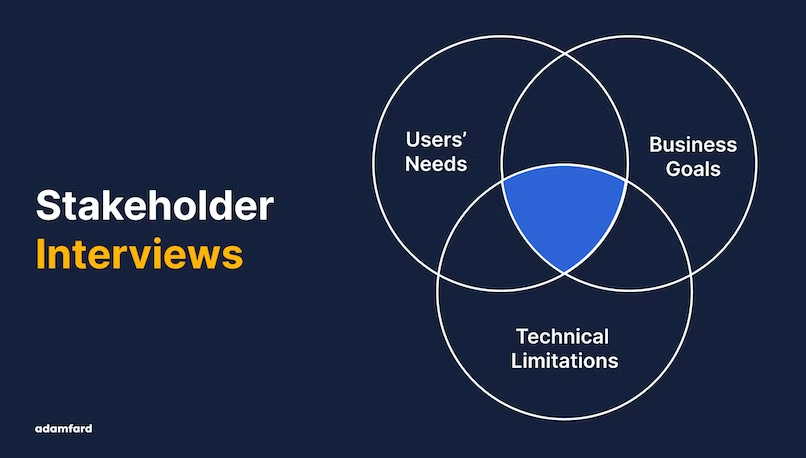 Stakeholder
Interviews
Users’
Needs
Business
Goals
Technical
Limitations
adamfard